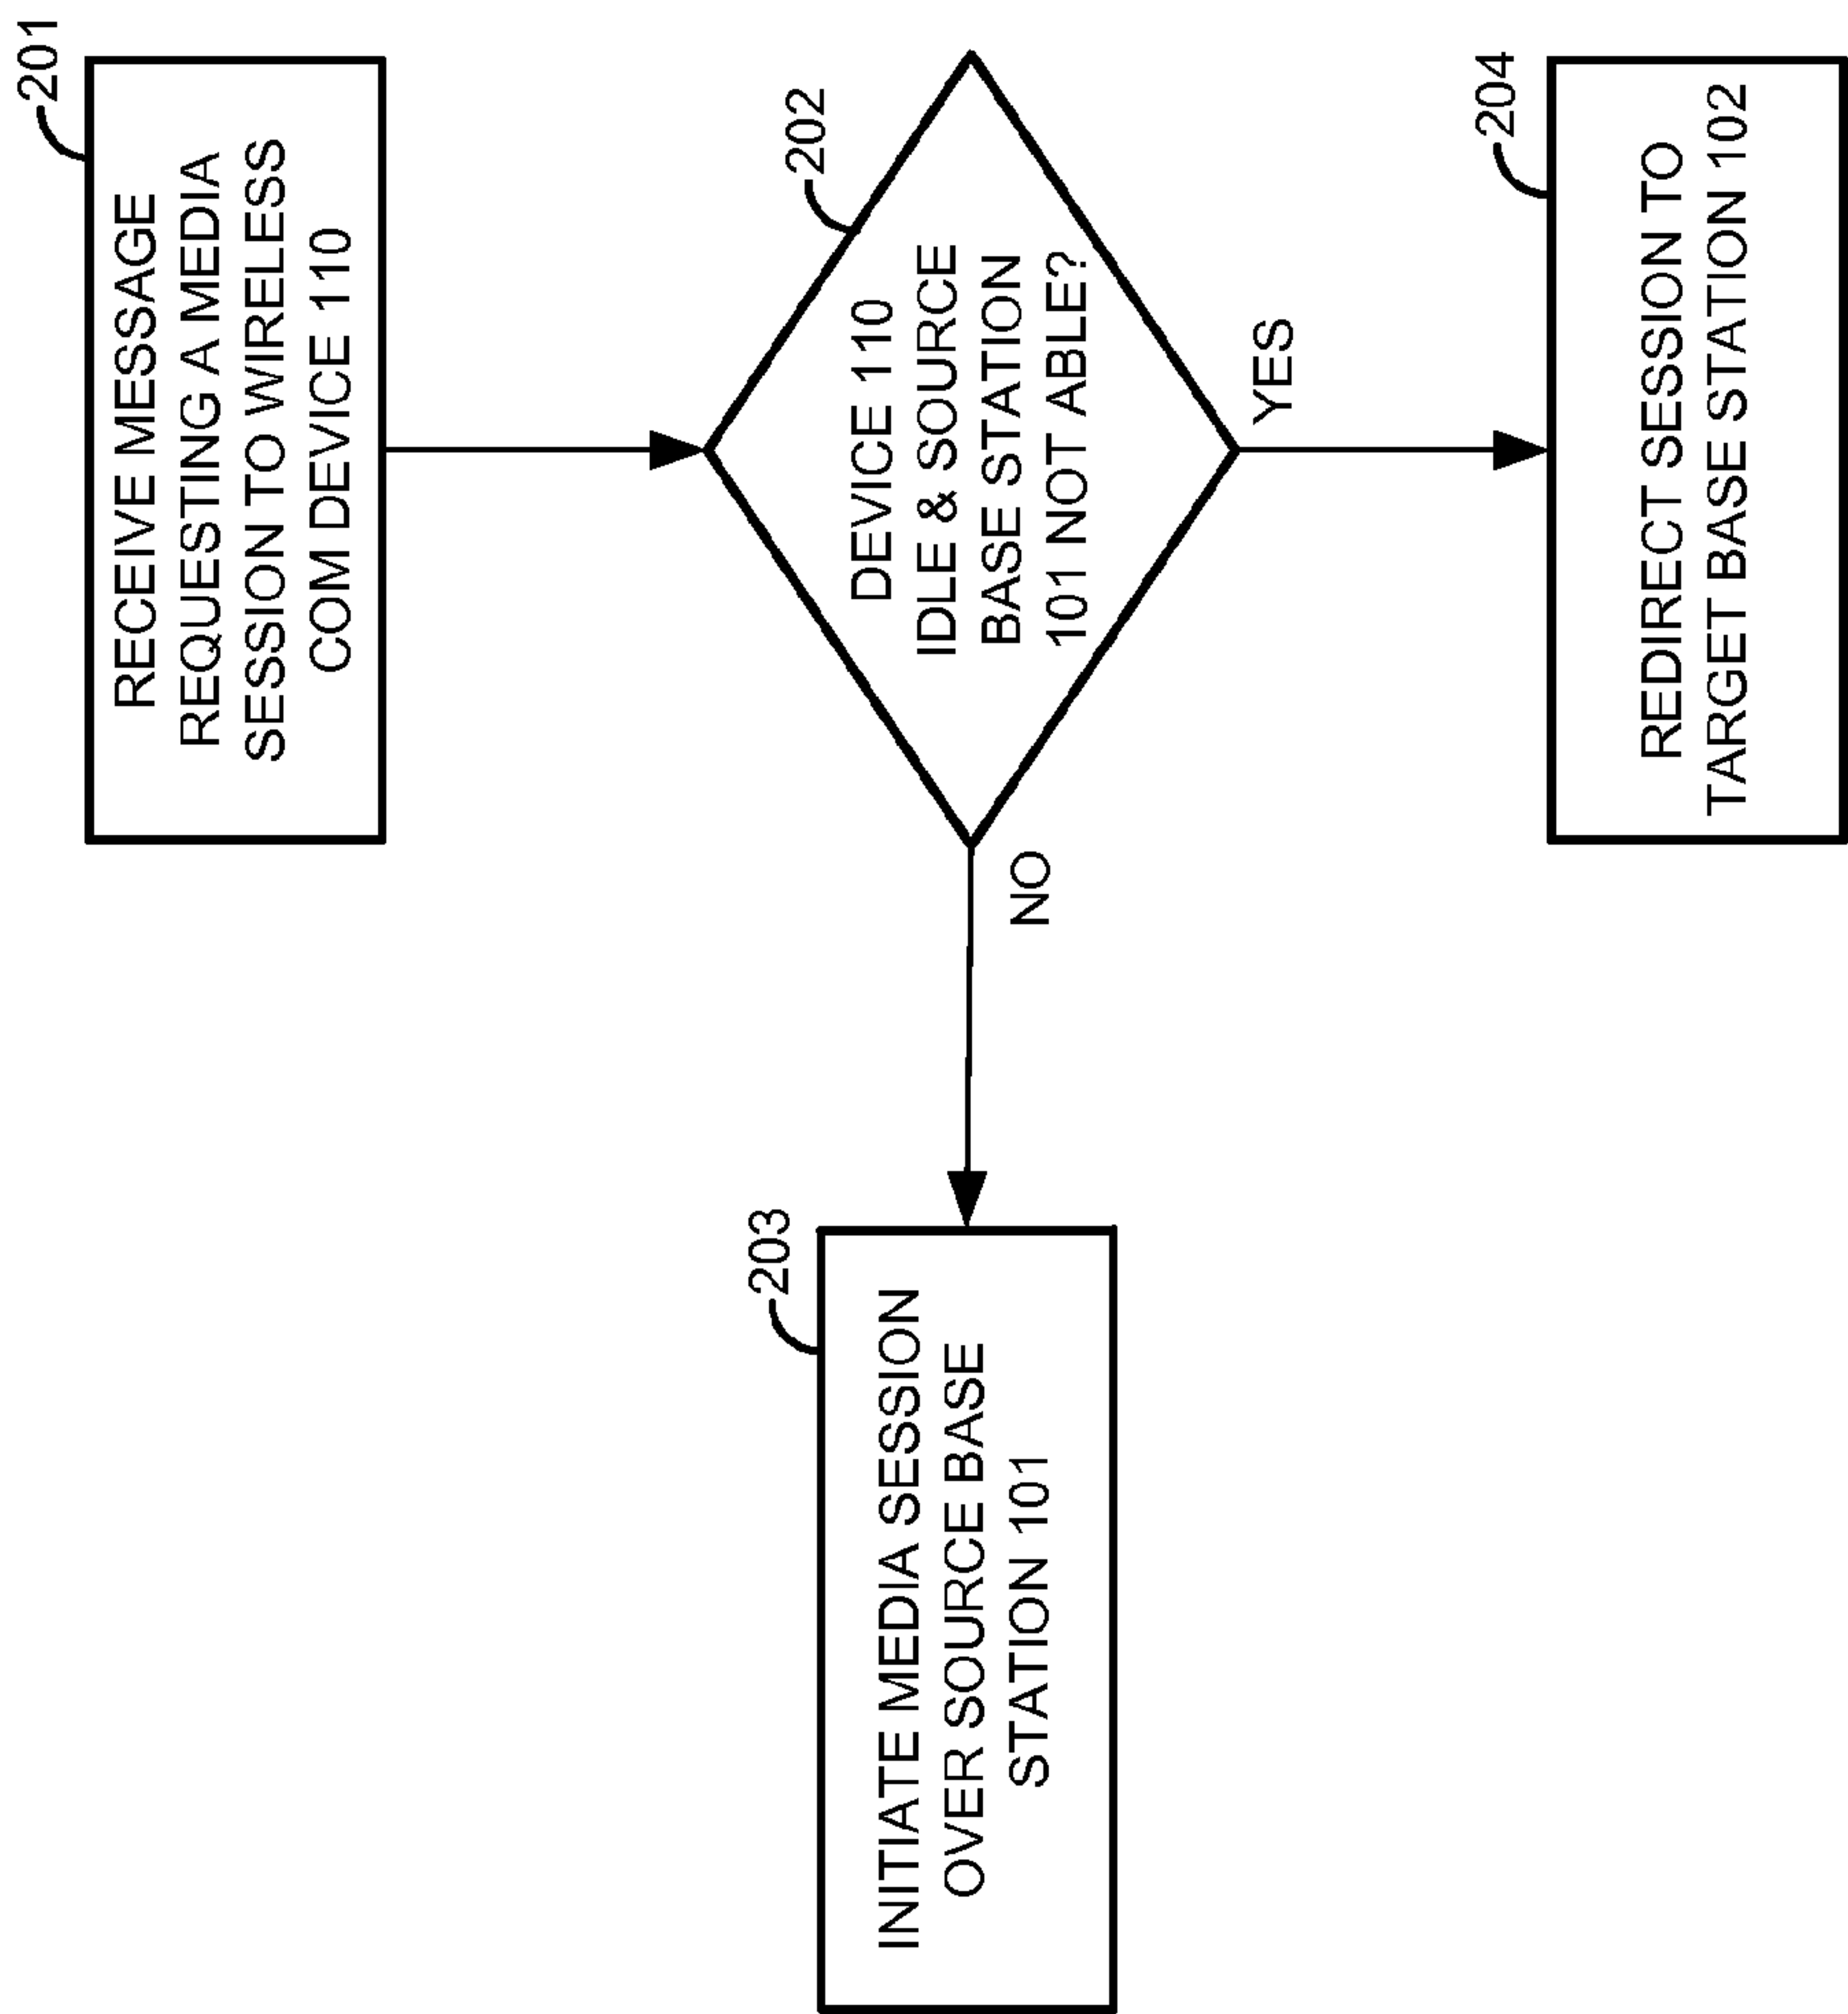 201
RECEIVE MESSAGE
REQUESTING A MEDIA
SESSION TO WIRELESS
COM DEVICE 110
202
DEVICE 110
IDLE & SOURCE
BASE STATION
101 NOT ABLE?
NO
YES
203
INITIATE MEDIA SESSION
OVER SOURCE BASE
STATION 101
204
REDIRECT SESSION TO
TARGET BASE STATION 102